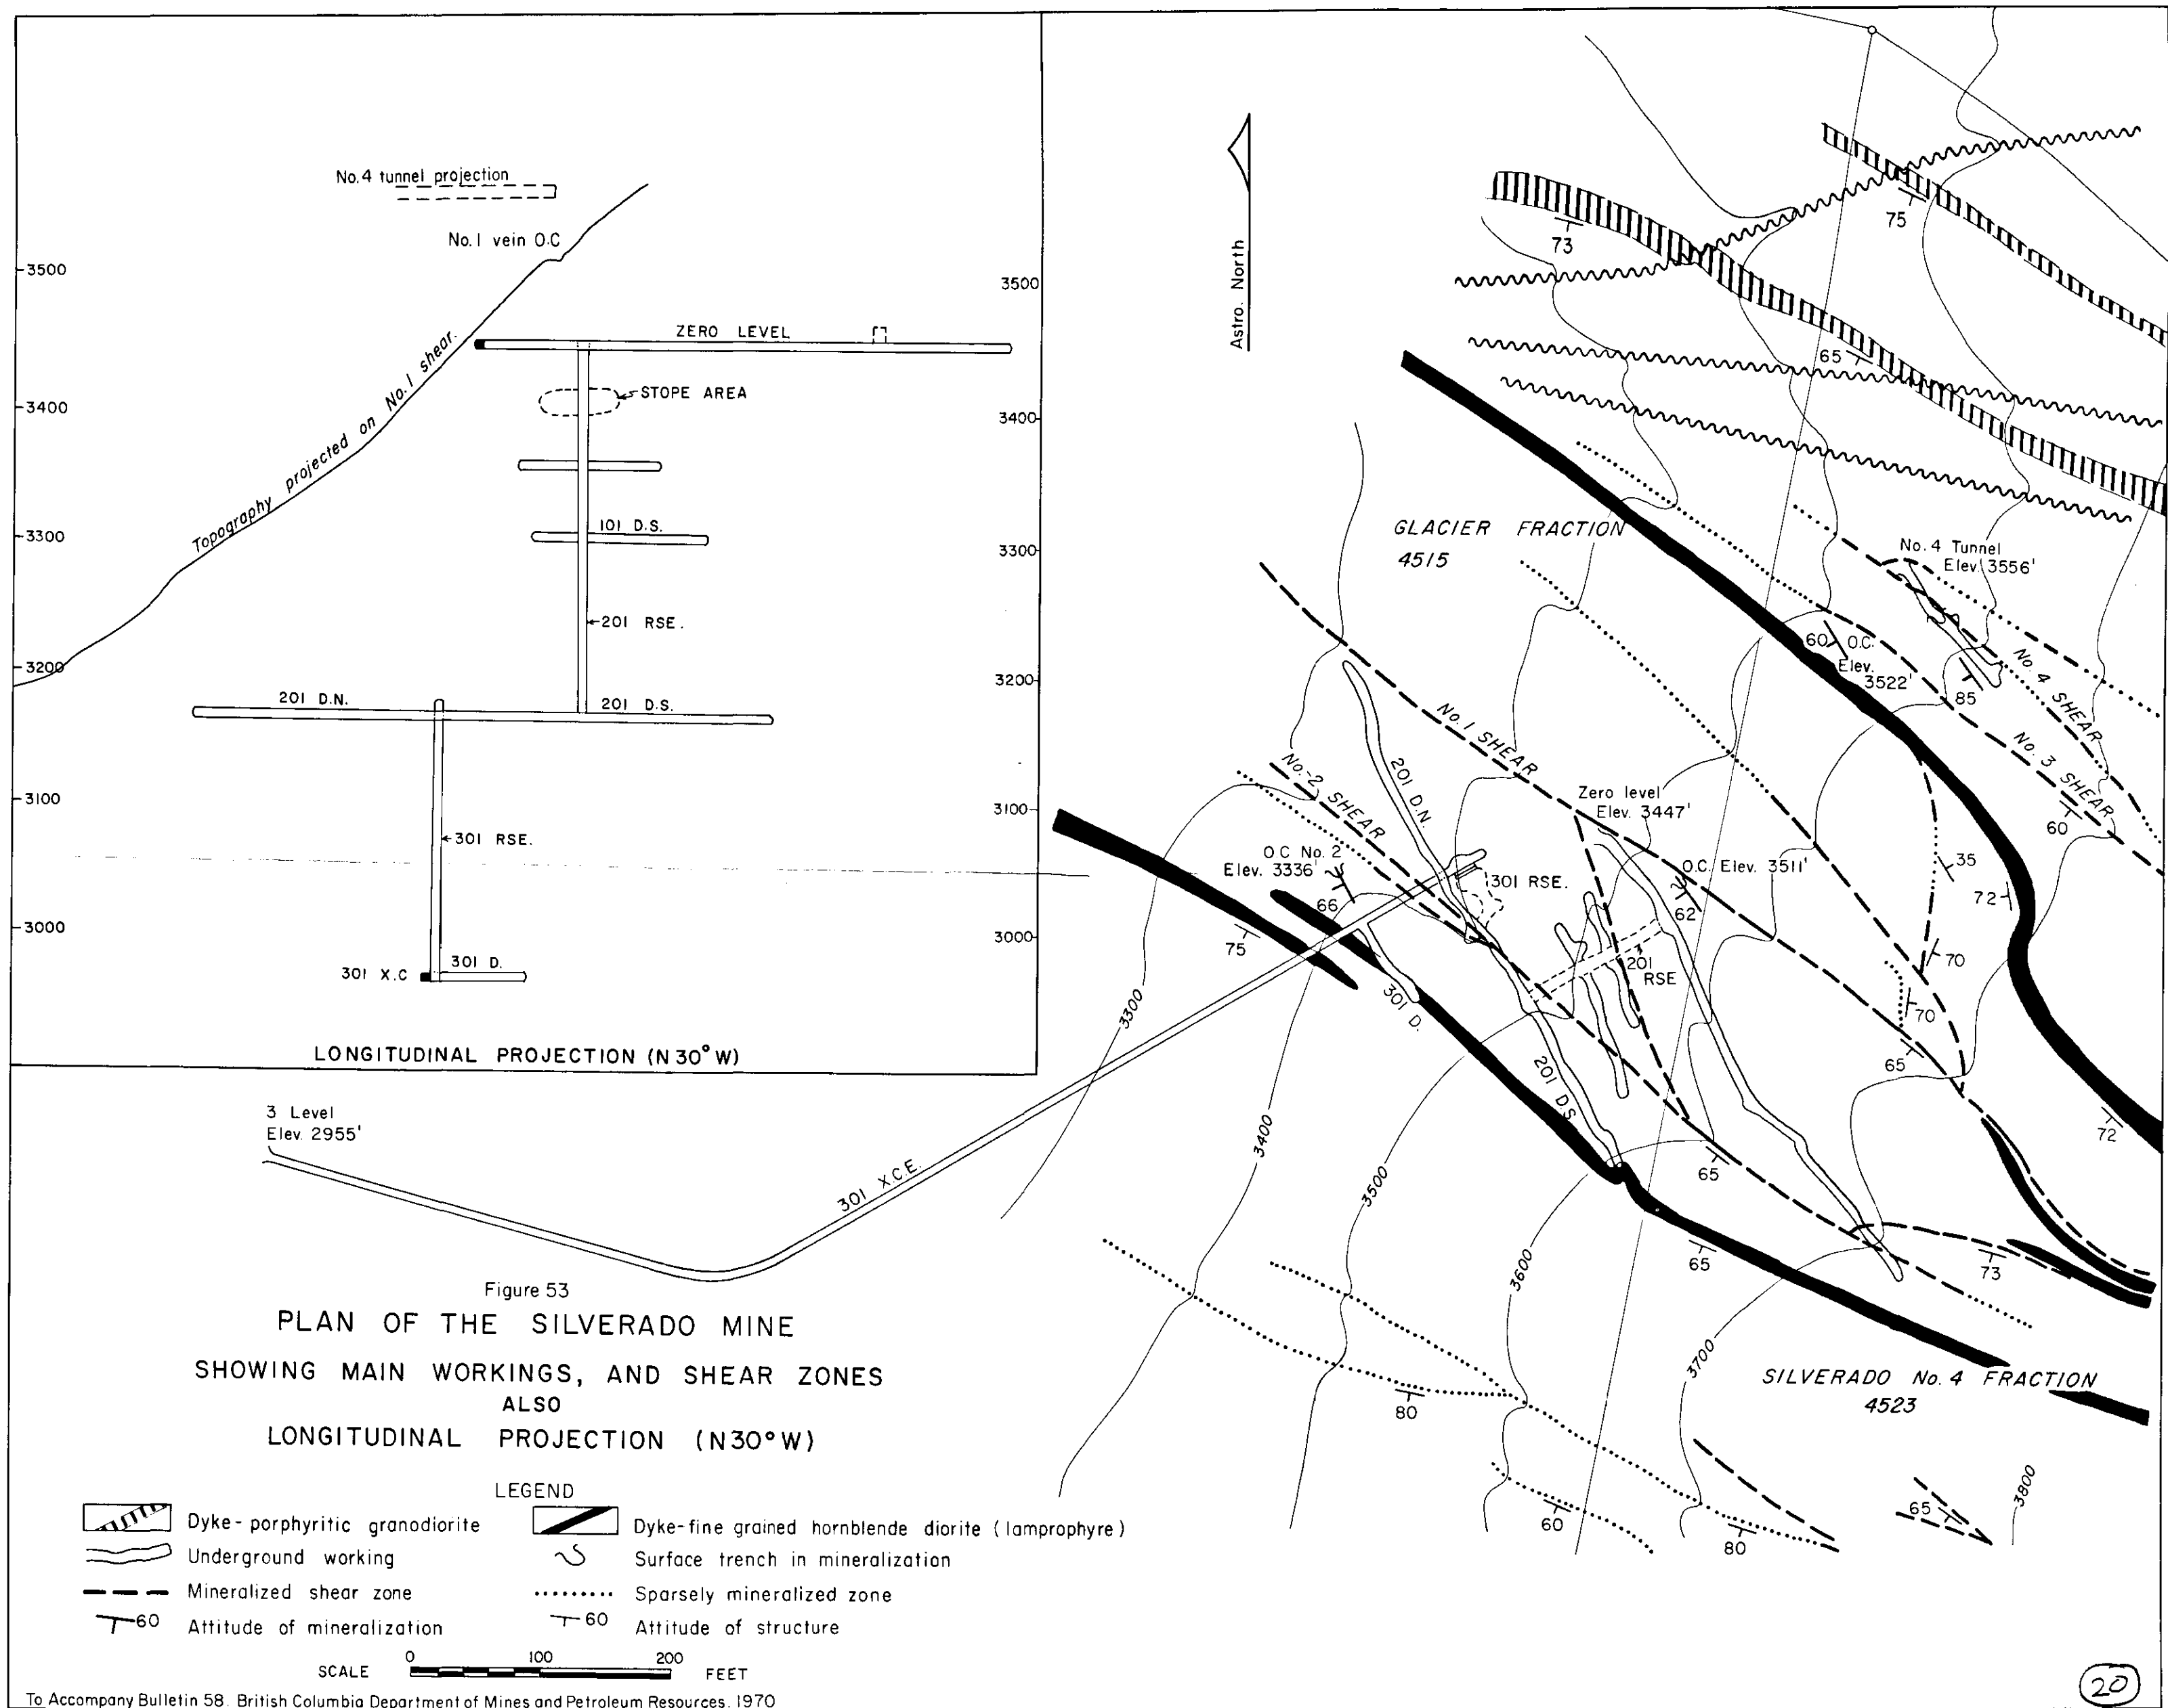 No. 4 tunnel projection
No. 1 vein O.C
3500
3400
3300
3200
3100
3000
3500
3400
3300
3200
3100
3000
ZERO LEVEL
STOPE AREA
Topography projected on No. 1 shear.
101 D.S.
201 RSE.
201 D.N.
201 D.S.
301 RSE.
301 X.C
301 D.
LONGITUDINAL PROJECTION (N 30° W)
Astro. North
73
75
65
GLACIER FRACTION
4515
No. 4 Tunnel
Elev. 3556'
60
O.C.
Elev.
3522'
85
No. 4 SHEAR
No. 3 SHEAR
60
No. 1 SHEAR
No. 2 SHEAR
201 D.N.
Zero level
Elev. 3447'
O.C. No. 2
Elev. 3336'
66
75
301 RSE.
O.C. Elev. 3511'
62
35
72
70
70
65
72
201
RSE
301 D.
201 D.S.
65
65
73
3300
3400
3500
3600
3700
3800
80
60
80
65
SILVERADO No. 4 FRACTION
4523
3 Level
Elev. 2955'
301 X.C.E.
Figure 53
PLAN OF THE SILVERADO MINE
SHOWING MAIN WORKINGS, AND SHEAR ZONES
ALSO
LONGITUDINAL PROJECTION (N30°W)
LEGEND
Dyke-porphyritic granodiorite
Dyke-fine grained hornblende diorite (lamprophyre)
Underground working
Surface trench in mineralization
Mineralized shear zone
Sparsely mineralized zone
60
Attitude of mineralization
60
Attitude of structure
SCALE 0 100 200 FEET
To Accompany Bulletin 58. British Columbia Department of Mines and Petroleum Resources. 1970
20